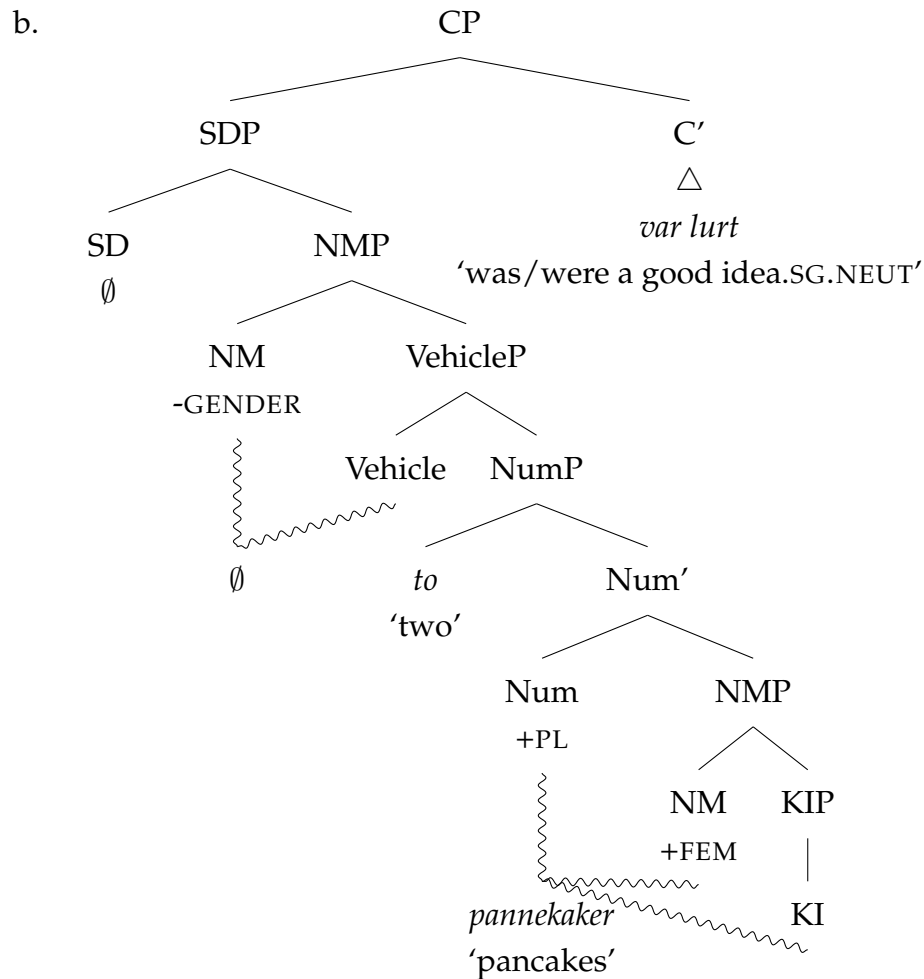 b.
CP
SDP C’
var lurt
SD NMP
∅ ‘was/were a good idea.SG.NEUT’
NM VehicleP
-GENDER
Vehicle NumP
∅ to Num’
‘two’
Num NMP
+PL
NM KIP
+FEM
pannekaker KI
‘pancakes’